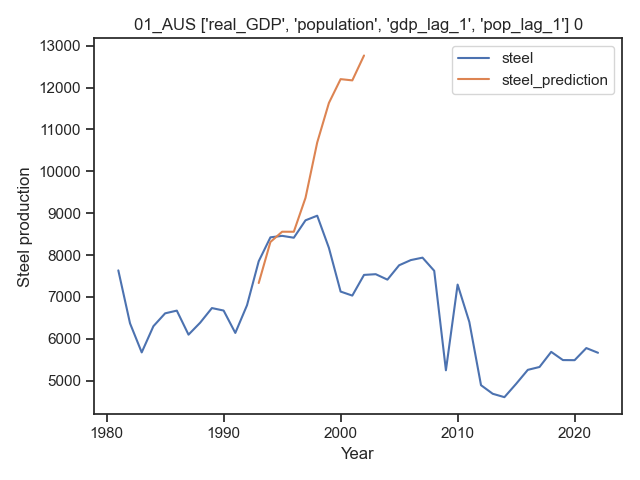 01_AUS ['real_GDP', 'population', 'gdp_lag_1', 'pop_lag_1'] 0
steel
steel_prediction
13000
12000
11000
10000
9000
8000
7000
6000
5000
Steel production
1980
1990
2000
2010
2020
Year